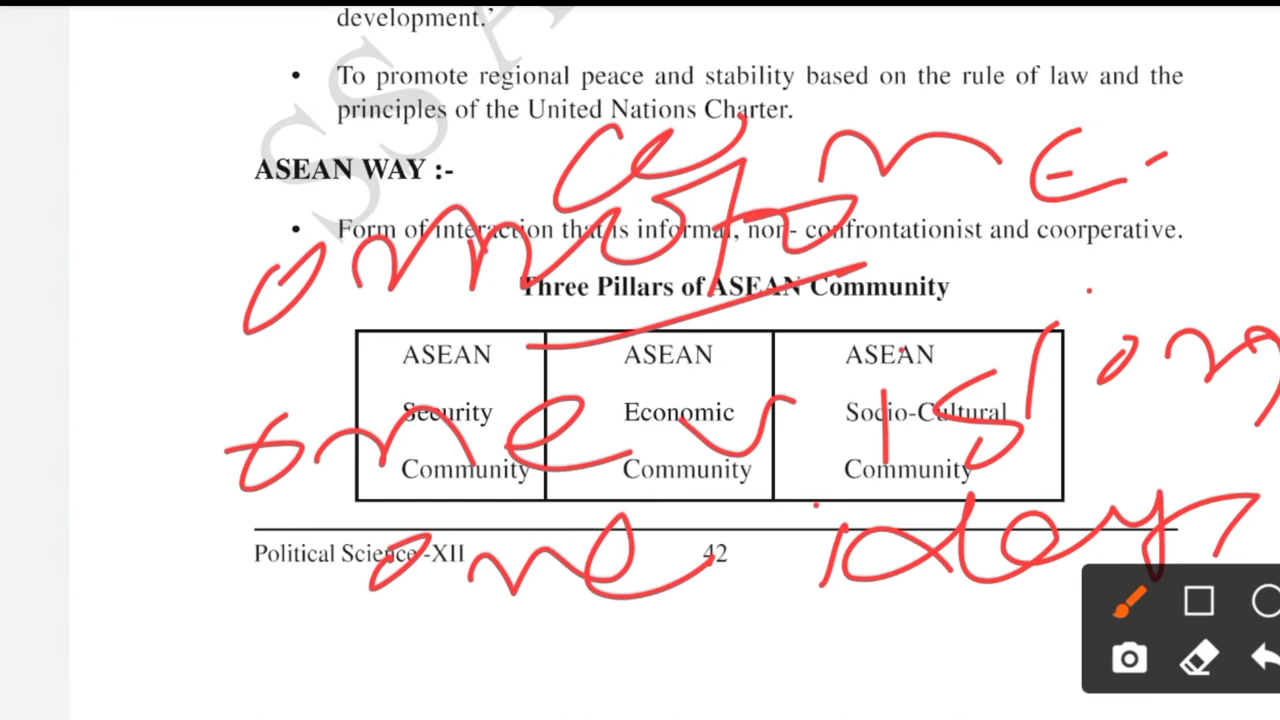 development.'
• To promote regional peace and stability based on the rule of law and the
principles of the United Nations Charter.
ASEAN WAY :-
• Form of interaction that is informal, non- confrontationist and coorperative.
Three Pillars of ASEAN Community
ASEAN ASEAN ASEAN
Security Economic Socio-Cultural
Community Community Community
one vision
one
Political Science -XII 42